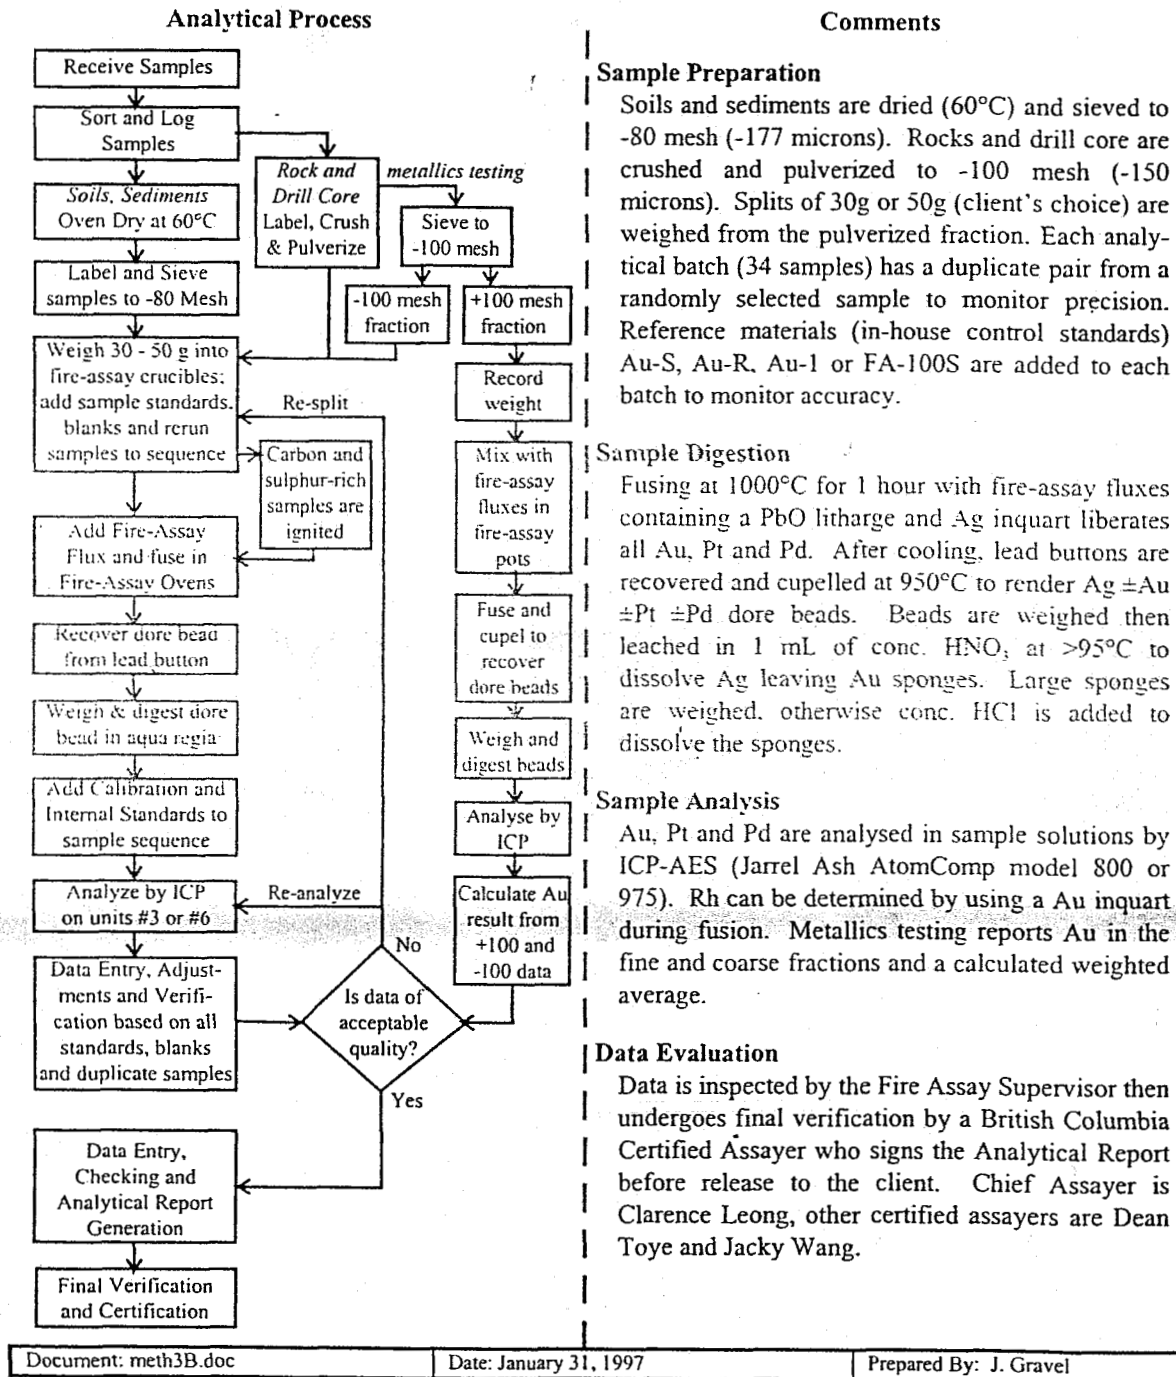 Analytical Process
Receive Samples
Sort and Log
Samples
Soils, Sediments
Oven Dry at 60°C
Label and Sieve
samples to -80 Mesh
Weigh 30 - 50 g into
fire-assay crucibles;
add sample standards,
blanks and rerun
samples to sequence
Add Fire-Assay
Flux and fuse in
Fire-Assay Ovens
Recover dore bead
from lead button
Weigh & digest dore
bead in aqua regia
Add Calibration and
Internal Standards to
sample sequence
Analyze by ICP
on units #3 or #6
Data Entry, Adjust-
ments and Verifi-
cation based on all
standards, blanks
and duplicate samples
Data Entry,
Checking and
Analytical Report
Generation
Final Verification
and Certification
Rock and
Drill Core
Label, Crush
& Pulverize
metallics testing
Sieve to
-100 mesh
-100 mesh
fraction
+100 mesh
fraction
Re-split
Carbon and
sulphur-rich
samples are
ignited
Record
weight
Mix with
fire-assay
fluxes in
fire-assay
pots
Fuse and
cupel to
recover
dore beads
Weigh and
digest beads
Analyse by
ICP
Calculate Au
result from
+100 and
-100 data
Re-analyze
No
Is data of
acceptable
quality?
Yes
Comments
Sample Preparation
Soils and sediments are dried (60°C) and sieved to
-80 mesh (-177 microns). Rocks and drill core are
crushed and pulverized to -100 mesh (-150
microns). Splits of 30g or 50g (client's choice) are
weighed from the pulverized fraction. Each analy-
tical batch (34 samples) has a duplicate pair from a
randomly selected sample to monitor precision.
Reference materials (in-house control standards)
Au-S, Au-R, Au-1 or FA-100S are added to each
batch to monitor accuracy.
Sample Digestion
Fusing at 1000°C for 1 hour with fire-assay fluxes
containing a PbO litharge and Ag inquart liberates
all Au, Pt and Pd. After cooling, lead buttons are
recovered and cupelled at 950°C to render Ag ±Au
±Pt ±Pd dore beads. Beads are weighed then
leached in 1 mL of conc. HNO₃ at >95°C to
dissolve Ag leaving Au sponges. Large sponges
are weighed, otherwise conc. HCl is added to
dissolve the sponges.
Sample Analysis
Au, Pt and Pd are analysed in sample solutions by
ICP-AES (Jarrel Ash AtomComp model 800 or
975). Rh can be determined by using a Au inquart
during fusion. Metallics testing reports Au in the
fine and coarse fractions and a calculated weighted
average.
Data Evaluation
Data is inspected by the Fire Assay Supervisor then
undergoes final verification by a British Columbia
Certified Assayer who signs the Analytical Report
before release to the client. Chief Assayer is
Clarence Leong, other certified assayers are Dean
Toye and Jacky Wang.
Document: meth3B.doc
Date: January 31, 1997
Prepared By: J. Gravel